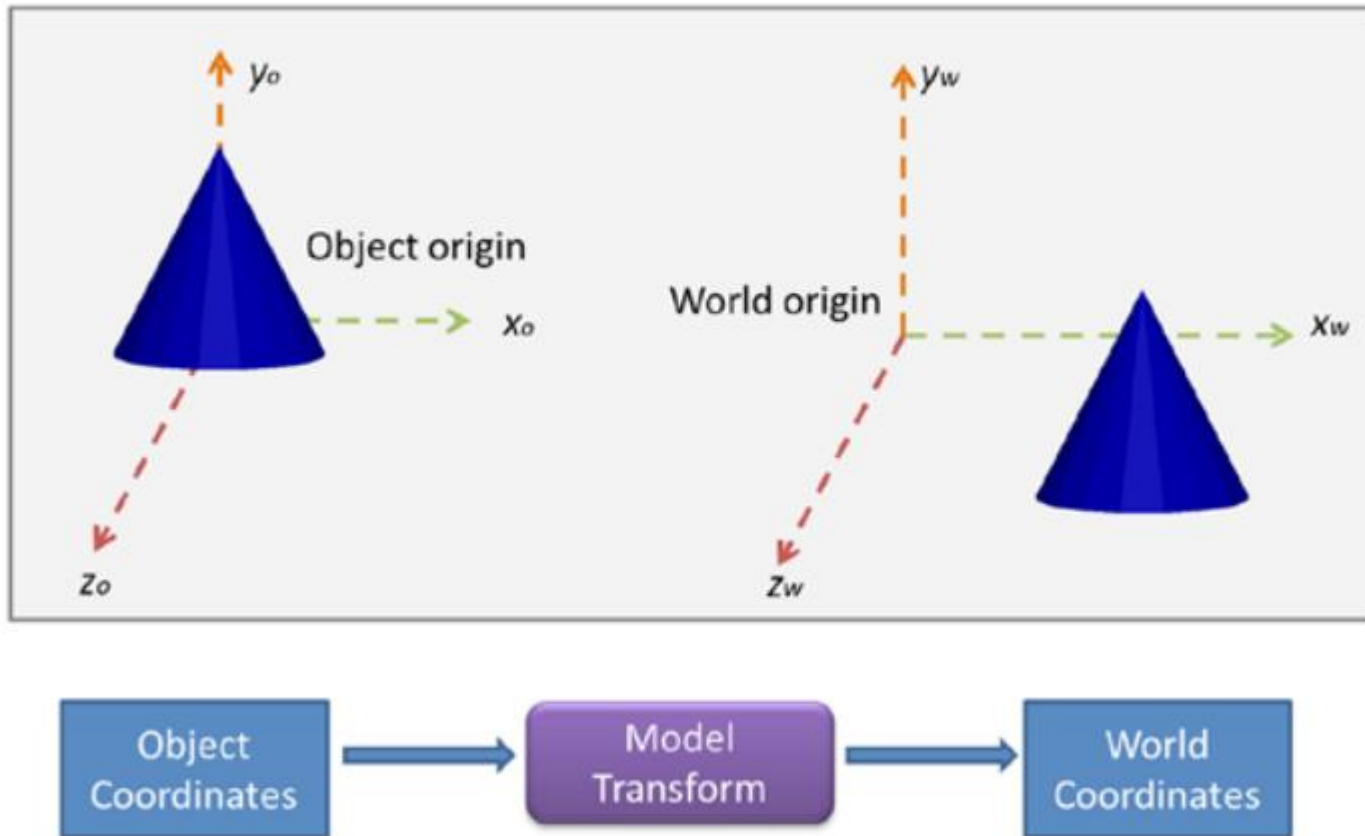 yo
yw
Object origin
World origin
xo
xw
zo
zw
Object
Coordinates
Model
Transform
World
Coordinates